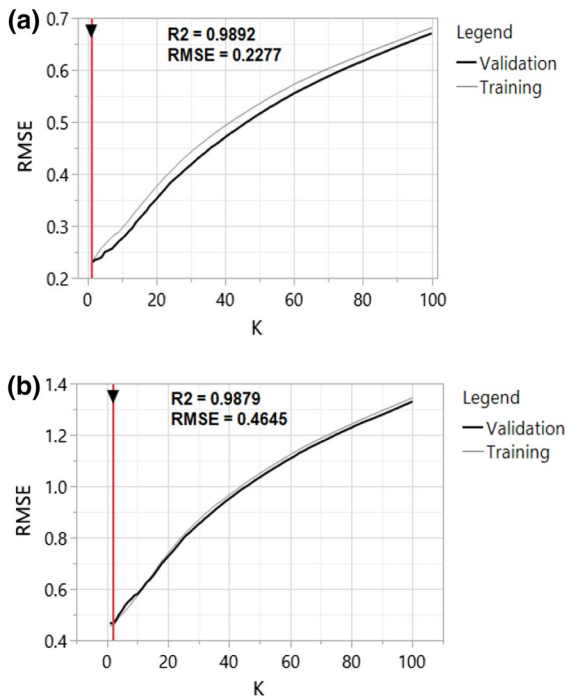 (a)
0.7
R2 = 0.9892
RMSE = 0.2277
0.6
0.5
0.4
0.3
0.2
RMSE
0 20 40 60 80 100
K
Legend
Validation
Training
(b)
1.4
R2 = 0.9879
RMSE = 0.4645
1.2
1.0
0.8
0.6
0.4
RMSE
0 20 40 60 80 100
K
Legend
Validation
Training